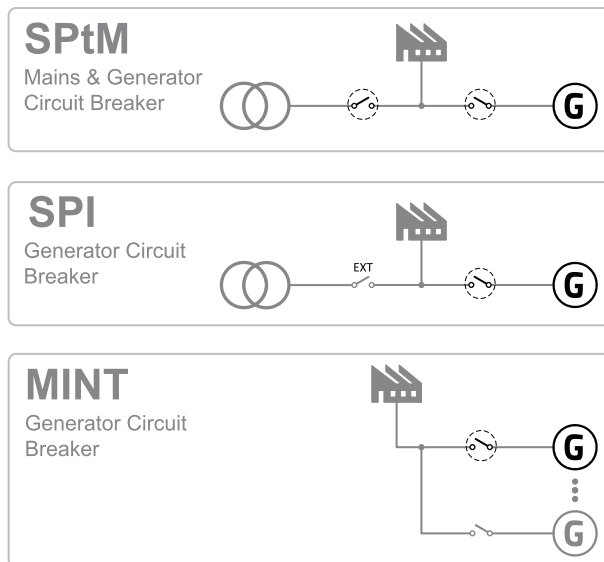 SPtM
Mains & Generator
Circuit Breaker
G
SPI
Generator Circuit
Breaker
EXT
G
MINT
Generator Circuit
Breaker
G
G